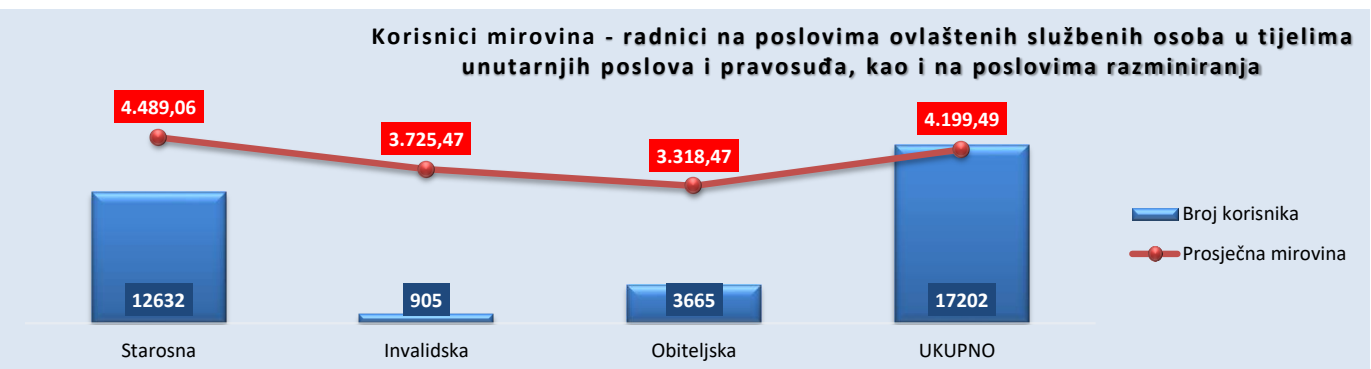 Korisnici mirovina - radnici na poslovima ovlaštenih službenih osoba u tijelima
unutarnjih poslova i pravosuđa, kao i na poslovima razminiranja
4.489,06
3.725,47
3.318,47
4.199,49
Broj korisnika
Prosječna mirovina
12632
905
3665
17202
Starosna
Invalidska
Obiteljska
UKUPNO